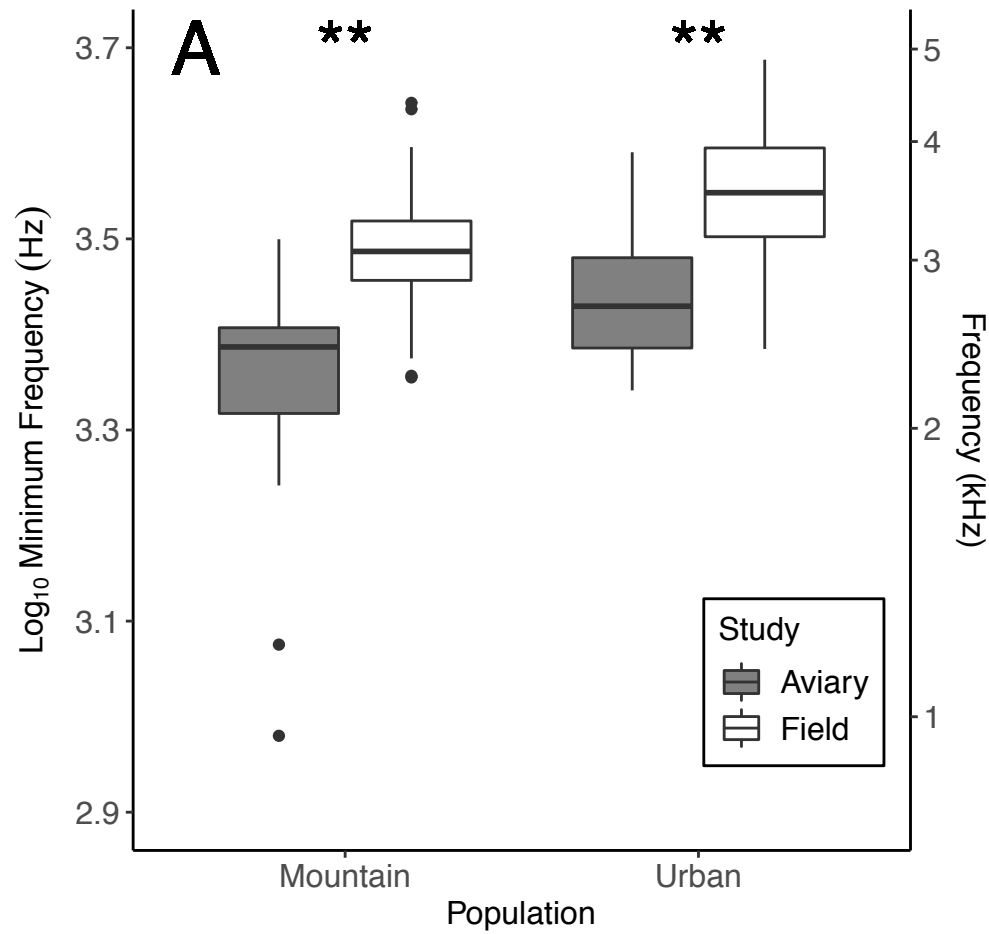 A
**
**
3.7
3.5
3.3
3.1
2.9
Log10 Minimum Frequency (Hz)
5
4
3
2
1
Frequency (kHz)
Study
Aviary
Field
Mountain
Urban
Population